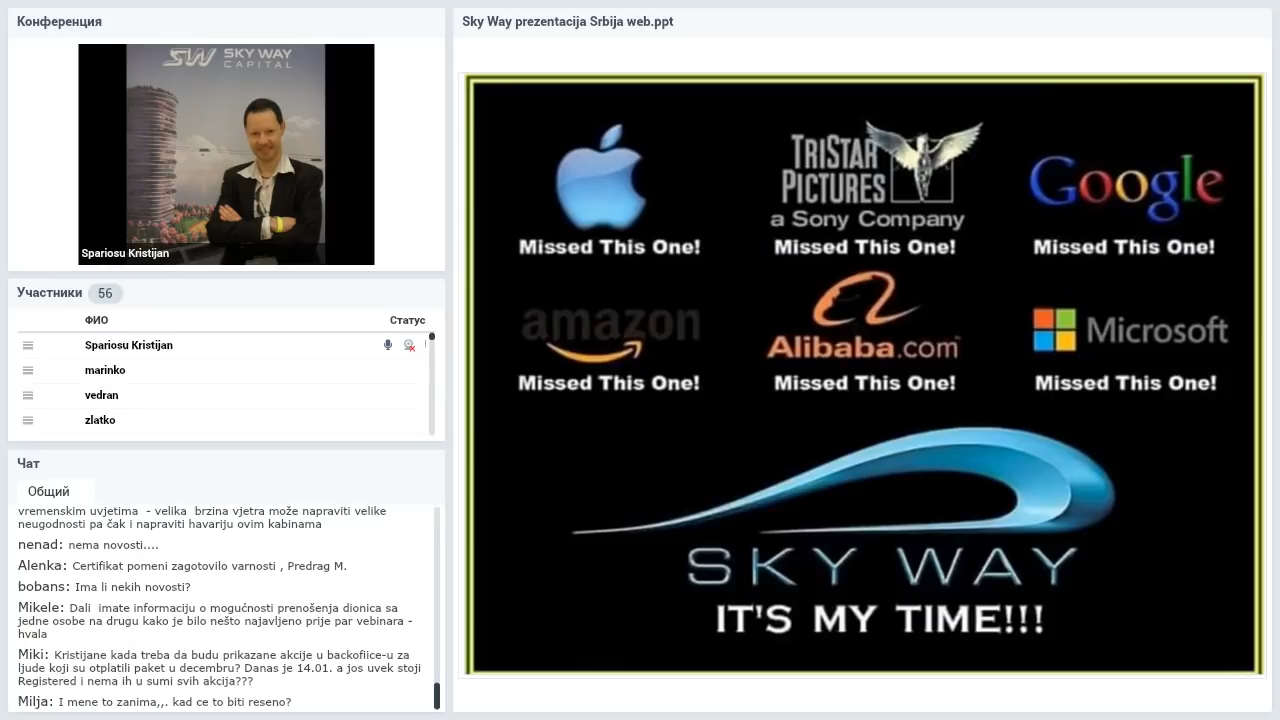 Конференция
SKY WAY
CAPITAL
Spariosu Kristijan
Участники 56
ФИО Статус
Spariosu Kristijan
marinko
vedran
zlatko
Чат
Общий
vremenskim uvjetima - velika brzina vjetra može napraviti velike
neugodnosti pa čak i napraviti havariju ovim kabinama
nenad: nema novosti....
Alenka: Certifikat pomeni zagotovilo varnosti , Predrag M.
bobans: Ima li nekih novosti?
Mikele: Dali imate informaciju o mogućnosti prenošenja dionica sa
jedne osobe na drugu kako je bilo nešto najavljeno prije par vebinara -
hvala
Miki: Kristijane kada treba da budu prikazane akcije u backofiice-u za
ljude koji su otplatili paket u decembru? Danas je 14.01. a jos uvek stoji
Registered i nema ih u sumi svih akcija???
Milja: I mene to zanima,,. kad ce to biti reseno?
Sky Way prezentacija Srbija web.ppt
TRISTAR
PICTURES
a Sony Company
Google
Missed This One! Missed This One! Missed This One!
amazon
Alibaba.com
Microsoft
Missed This One! Missed This One! Missed This One!
SKY WAY
IT'S MY TIME!!!